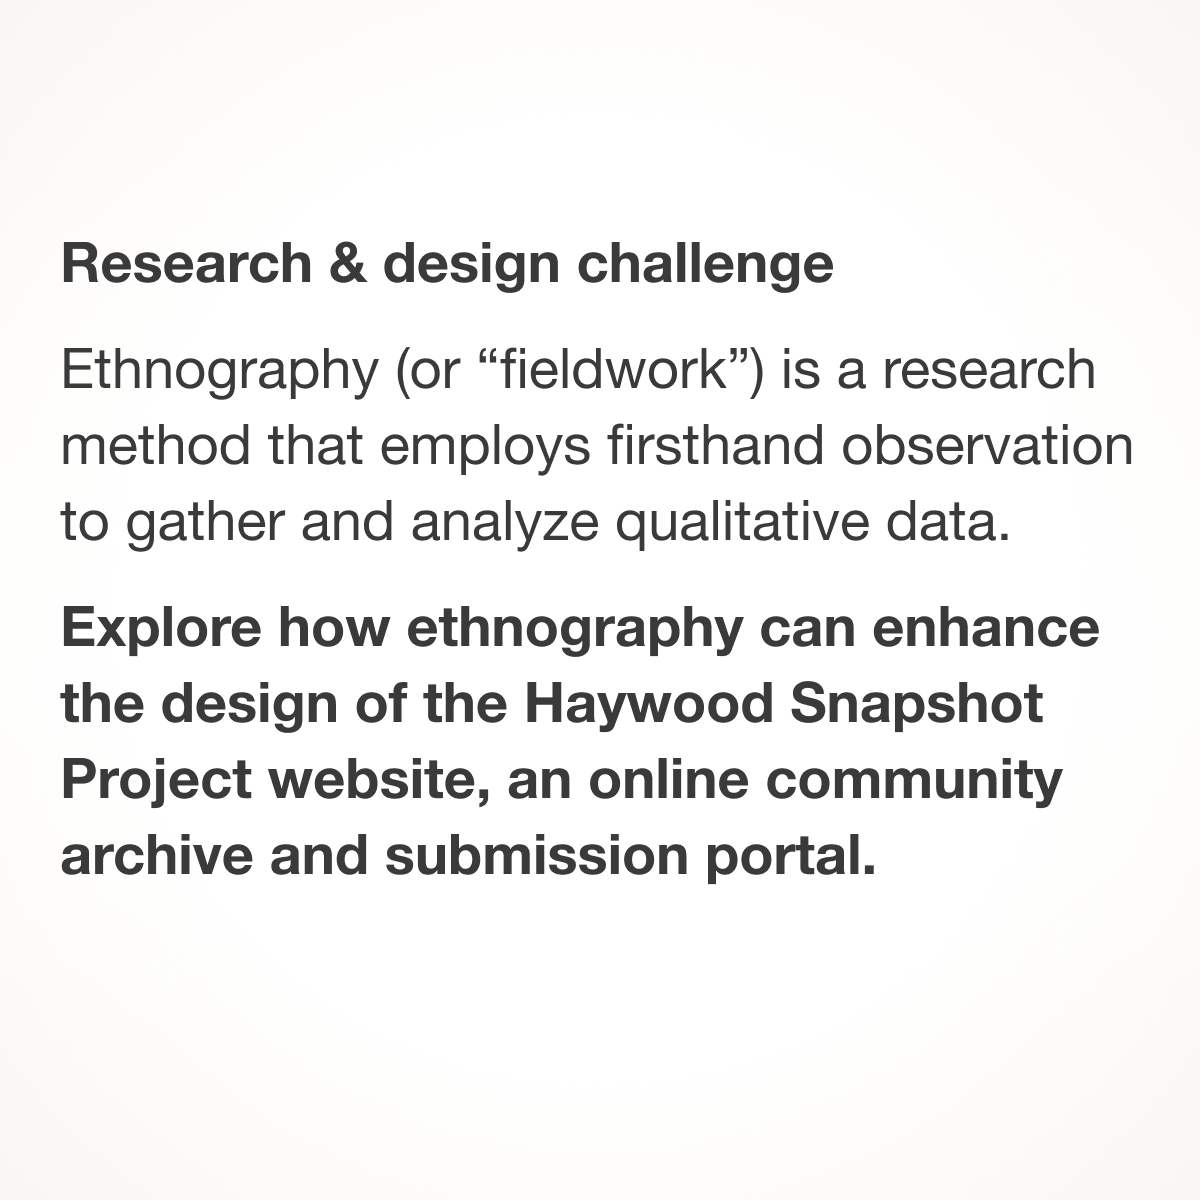 Research & design challenge
Ethnography (or “fieldwork”) is a research
method that employs firsthand observation
to gather and analyze qualitative data.
Explore how ethnography can enhance
the design of the Haywood Snapshot
Project website, an online community
archive and submission portal.